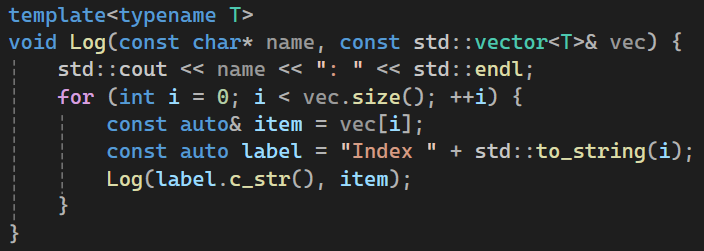 template<typename T>
void Log(const char* name, const std::vector<T>& vec) {
    std::cout << name << ": " << std::endl;
    for (int i = 0; i < vec.size(); ++i) {
        const auto& item = vec[i];
        const auto label = "Index " + std::to_string(i);
        Log(label.c_str(), item);
    }
}